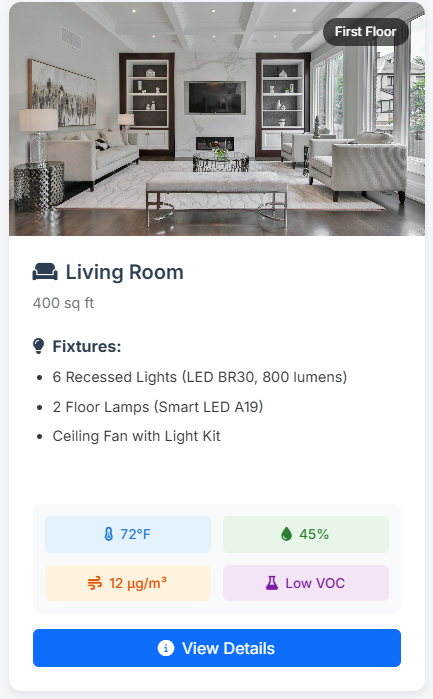 First Floor
Living Room
400 sq ft
Fixtures:
6 Recessed Lights (LED BR30, 800 lumens)
2 Floor Lamps (Smart LED A19)
Ceiling Fan with Light Kit
72°F
45%
12 μg/m³
Low VOC
View Details